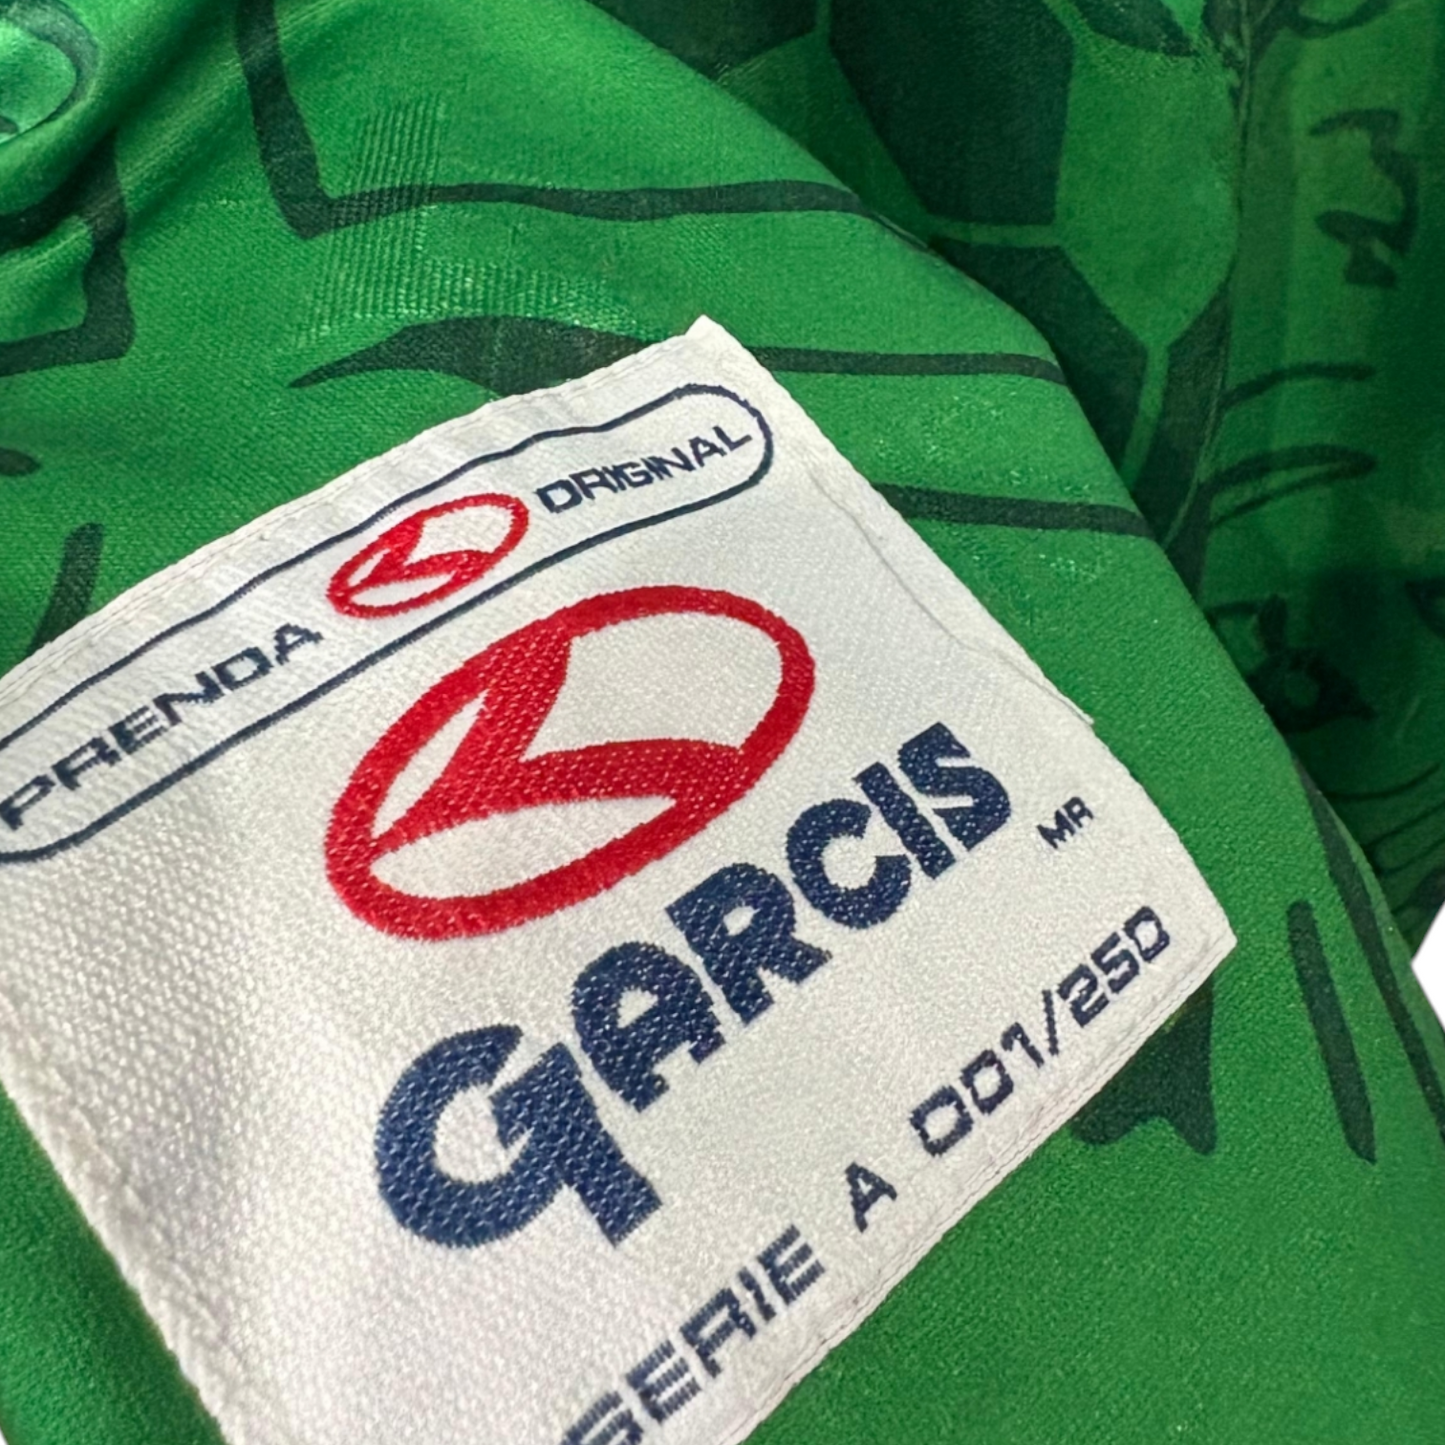 PRENDA ORIGINAL
GARCIS MR
SERIE A 001/250